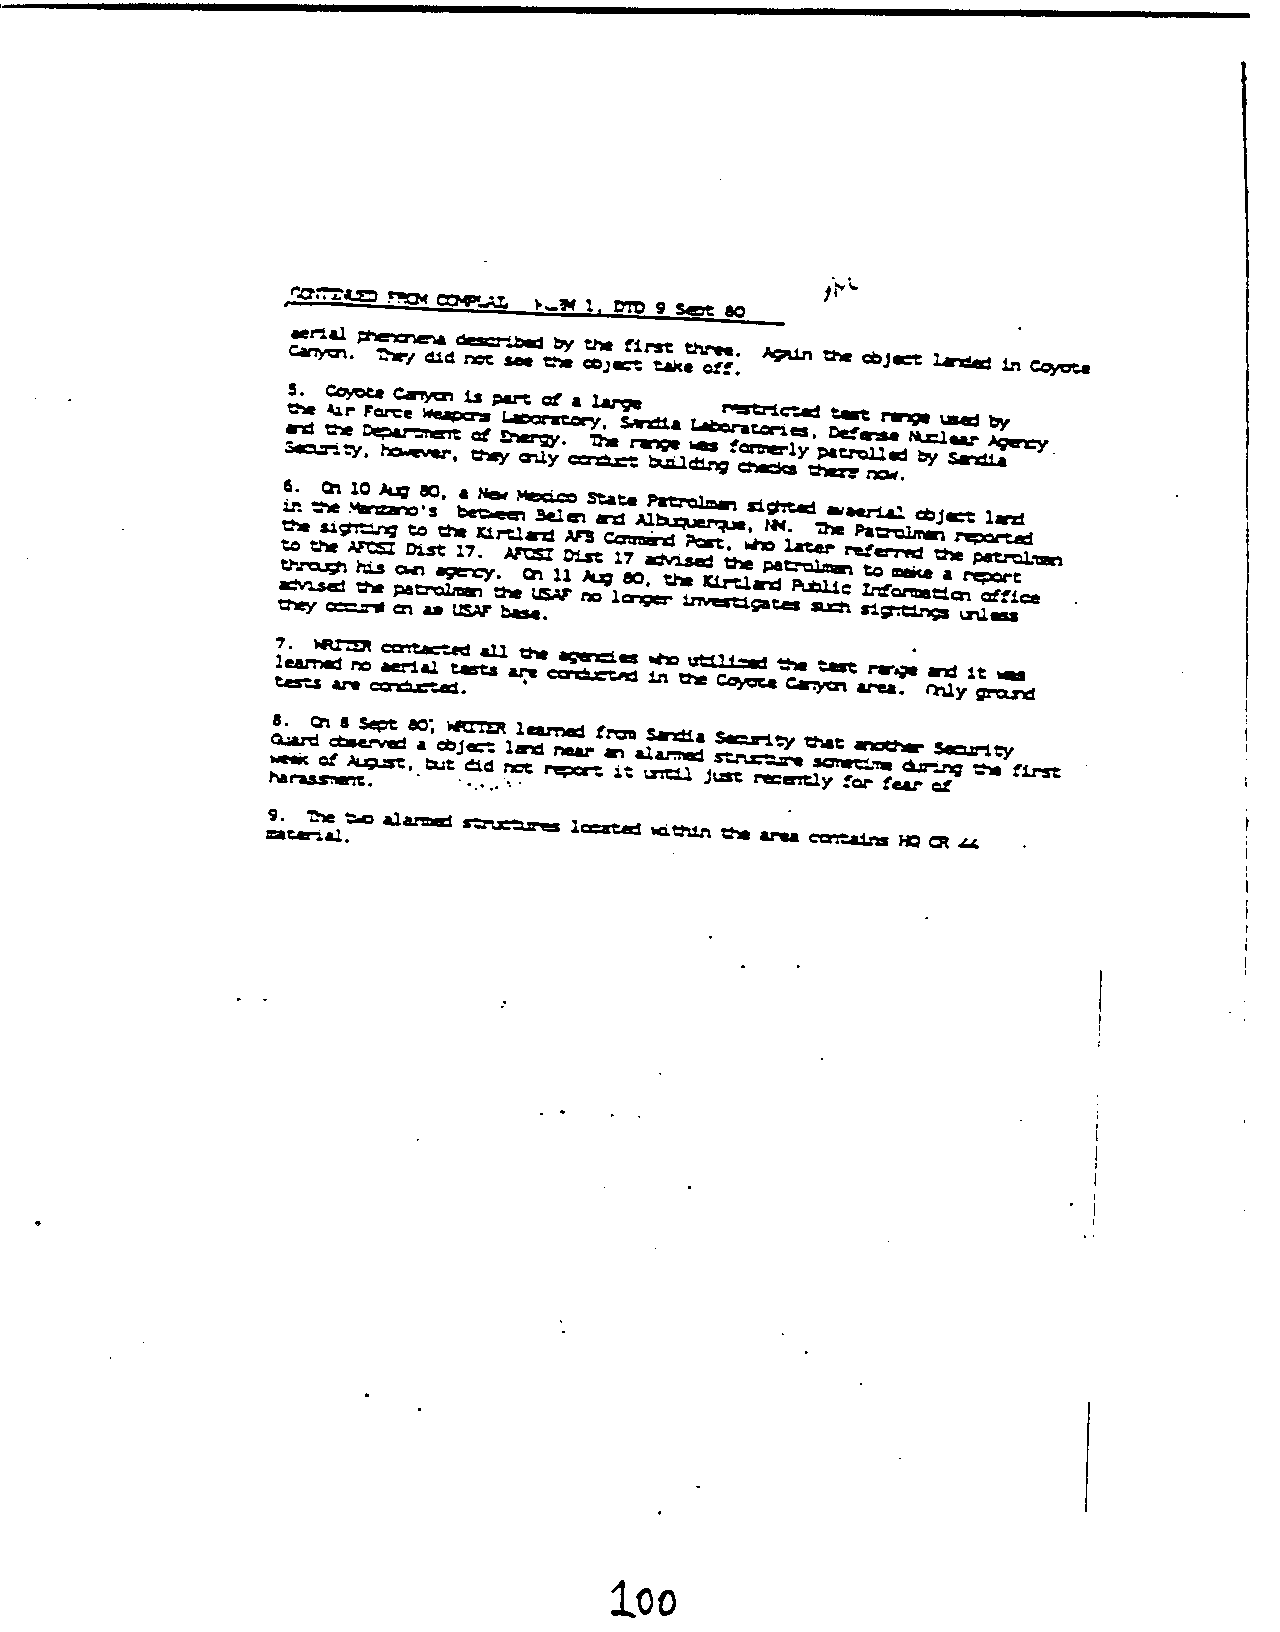 CONTINUED FROM COMPLAI FORM 1, DTD 9 Sept 80
aerial phenomena described by the first three. Again the object landed in Coyote
Canyon. They did not see the object take off.
5. Coyote Canyon is part of a large restricted test range used by
the Air Force Weapons Laboratory, Sandia Laboratories, Defense Nuclear Agency
and the Department of Energy. The range was formerly patrolled by Sandia
Security, however, they only conduct building checks there now.
6. On 10 Aug 80, a New Mexico State Patrolman sighted aerial object land
in the Manzano's between Belen and Albuquerque, NM. The Patrolman reported
the sighting to the Kirtland AFB Command Post, who later referred the patrolman
to the AFOSI Dist 17. AFOSI Dist 17 advised the patrolman to make a report
through his own agency. On 11 Aug 80, the Kirtland Public Information office
advised the patrolman the USAF no longer investigates such sightings unless
they occurs on as USAF base.
7. WRITER contacted all the agencies who utilized the test range and it was
learned no aerial tests are conducted in the Coyote Canyon area. Only ground
tests are conducted.
8. On 8 Sept 80, WRITER learned from Sandia Security that another Security
Guard observed a object land near an alarmed structure sometime during the first
week of August, but did not report it until just recently for fear of
harassment.
9. The two alarmed structures located within the area contains HQ CR 44
material.
100